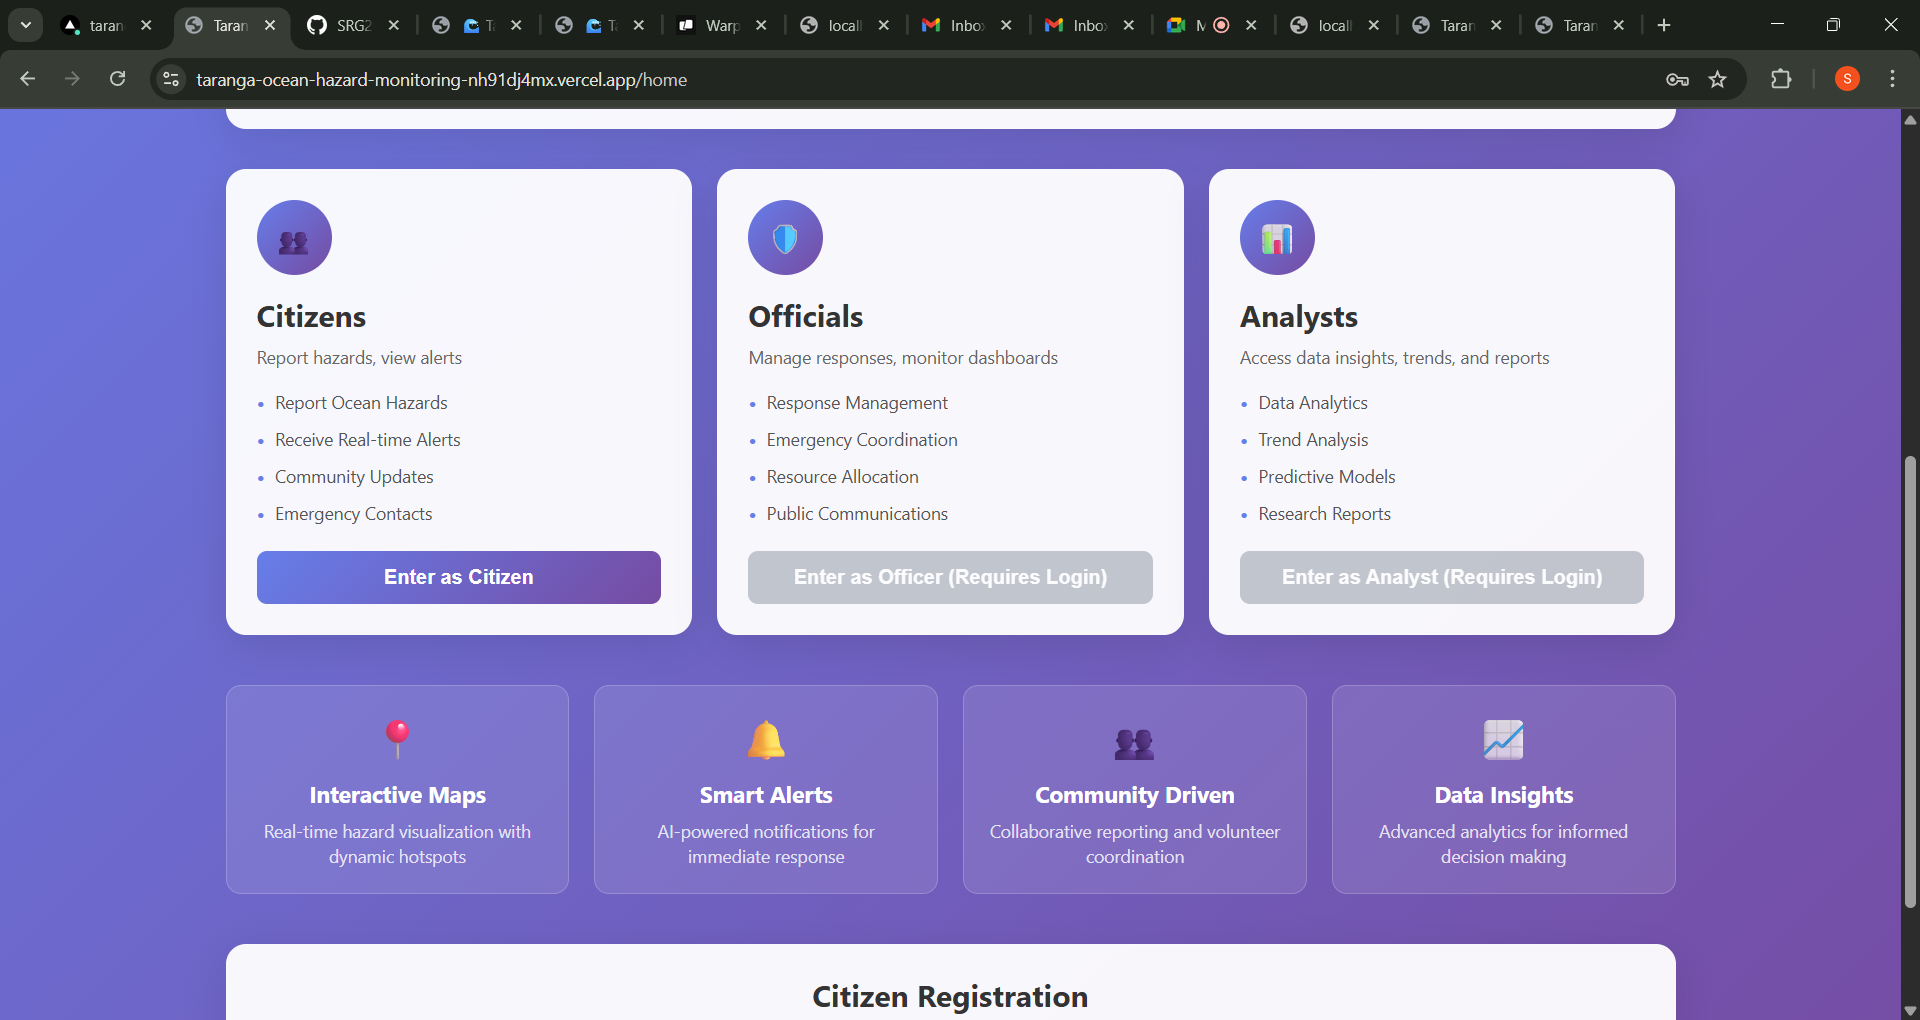 taran
Taran
SRG2
Ta
Ta
Warp
locall
Inbo
Inbo
M
locall
Taran
Taran
taranga-ocean-hazard-monitoring-nh91dj4mx.vercel.app/home
S
Citizens
Report hazards, view alerts
• Report Ocean Hazards
• Receive Real-time Alerts
• Community Updates
• Emergency Contacts
Enter as Citizen
Officials
Manage responses, monitor dashboards
• Response Management
• Emergency Coordination
• Resource Allocation
• Public Communications
Enter as Officer (Requires Login)
Analysts
Access data insights, trends, and reports
• Data Analytics
• Trend Analysis
• Predictive Models
• Research Reports
Enter as Analyst (Requires Login)
Interactive Maps
Real-time hazard visualization with
dynamic hotspots
Smart Alerts
AI-powered notifications for
immediate response
Community Driven
Collaborative reporting and volunteer
coordination
Data Insights
Advanced analytics for informed
decision making
Citizen Registration